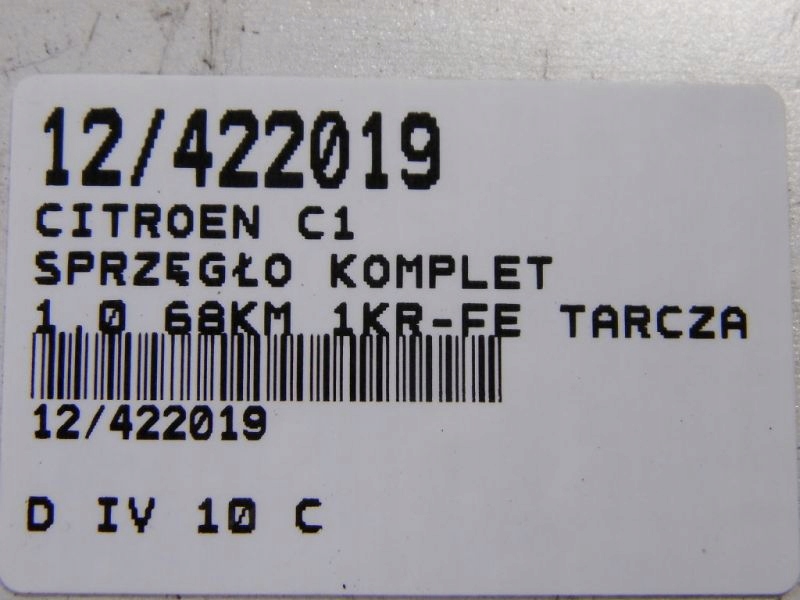 12/422019
CITROEN C1
SPRZĘGŁO KOMPLET
1.0 68KM 1KR-FE TARCZA
12/422019
D IV 10 C